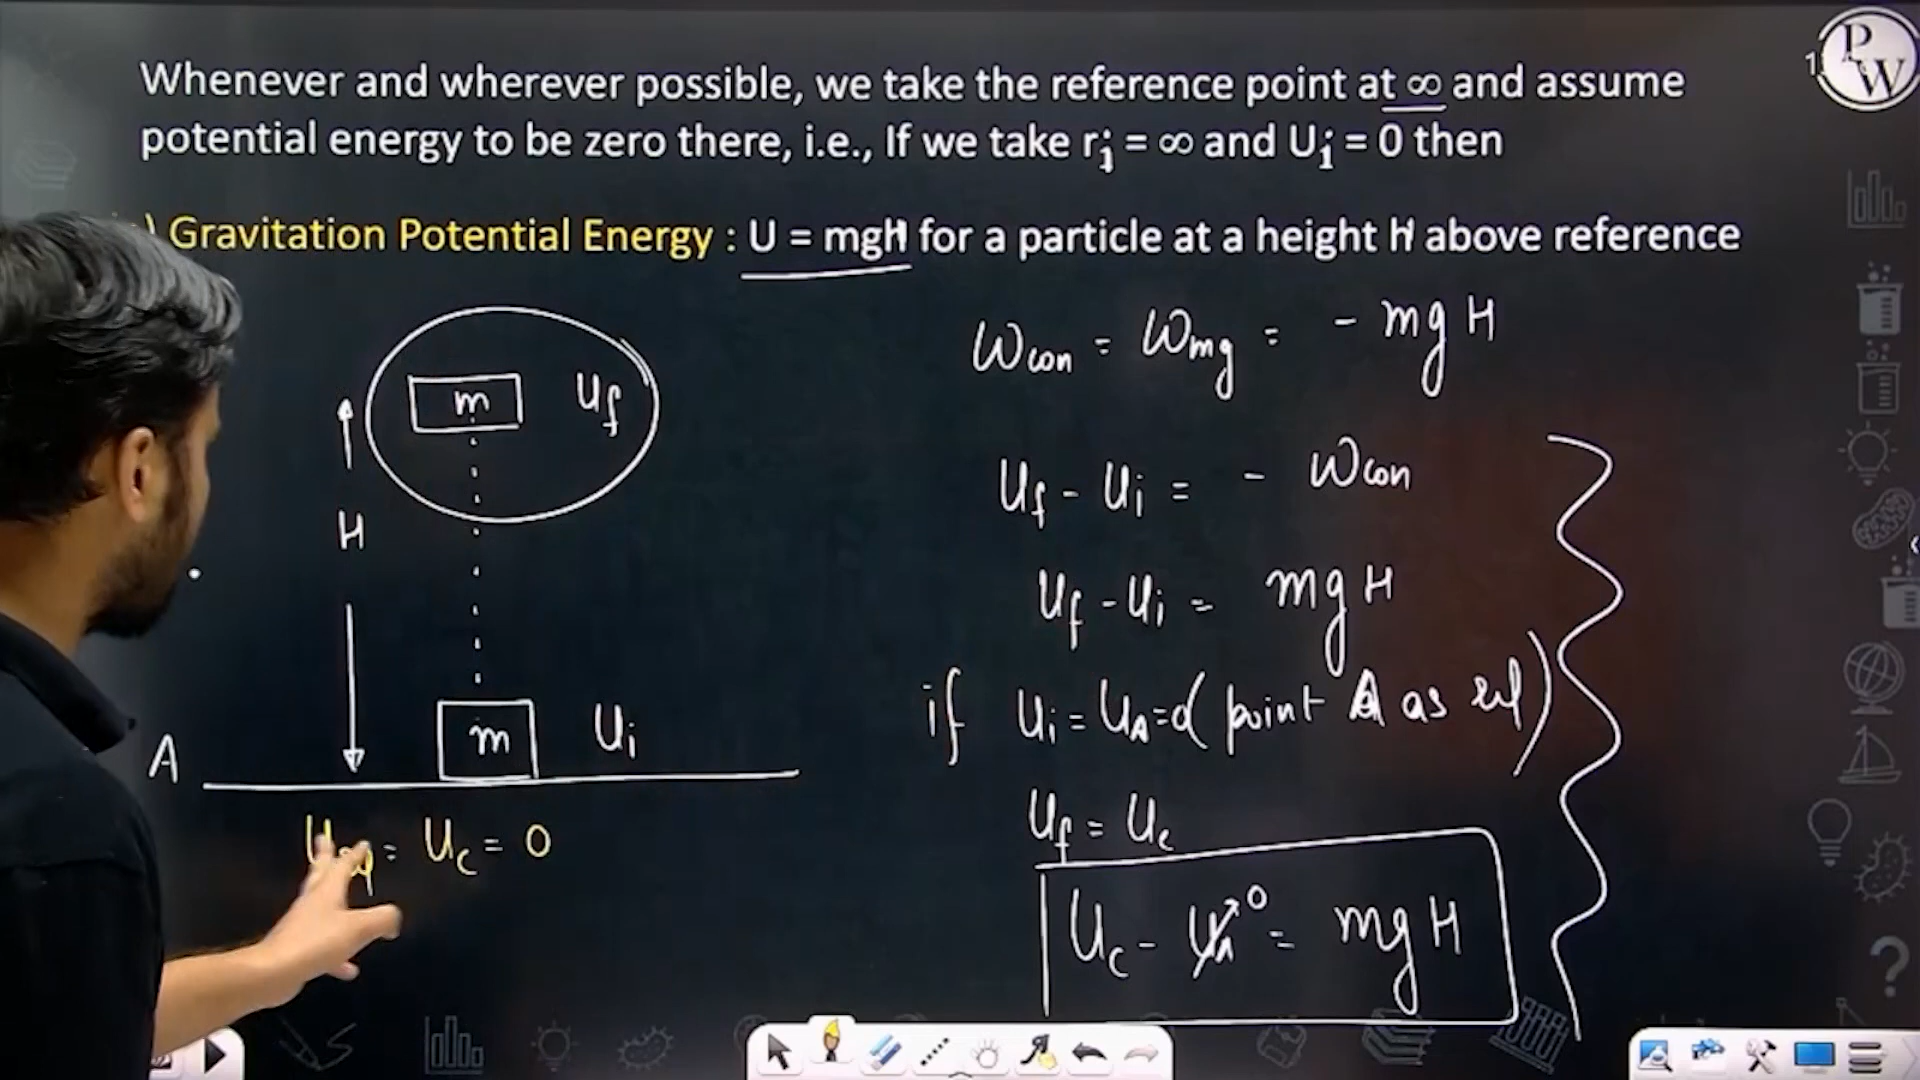 PW
Whenever and wherever possible, we take the reference point at ∞ and assume
potential energy to be zero there, i.e., If we take ri = ∞ and Ui = 0 then
) Gravitation Potential Energy : U = mgH for a particle at a height H above reference
Wcon = Wmg = - mgH
m Uf
H
Uf - Ui = - Wcon
Uf - Ui = mgH
if Ui = UA = 0 ( point A as ref )
A m Ui
= Uc = 0
Uf = Uc
Uc - UA 0 = mgH